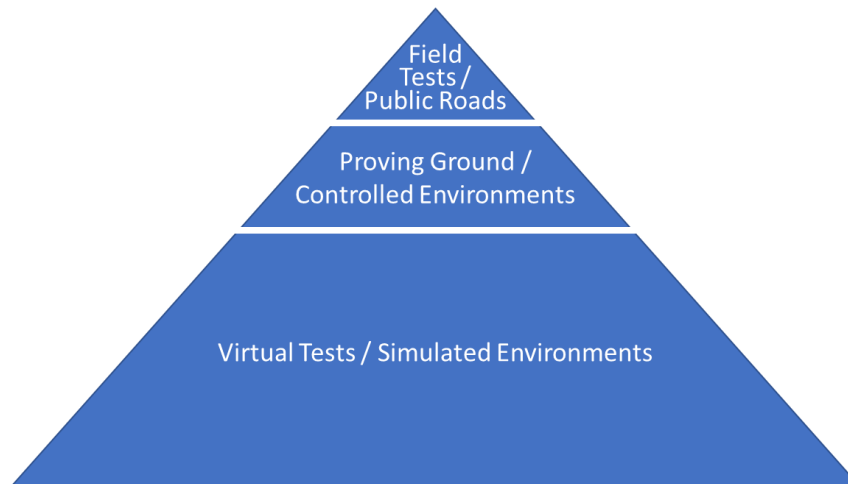 Field
Tests /
Public Roads
Proving Ground /
Controlled Environments
Virtual Tests / Simulated Environments